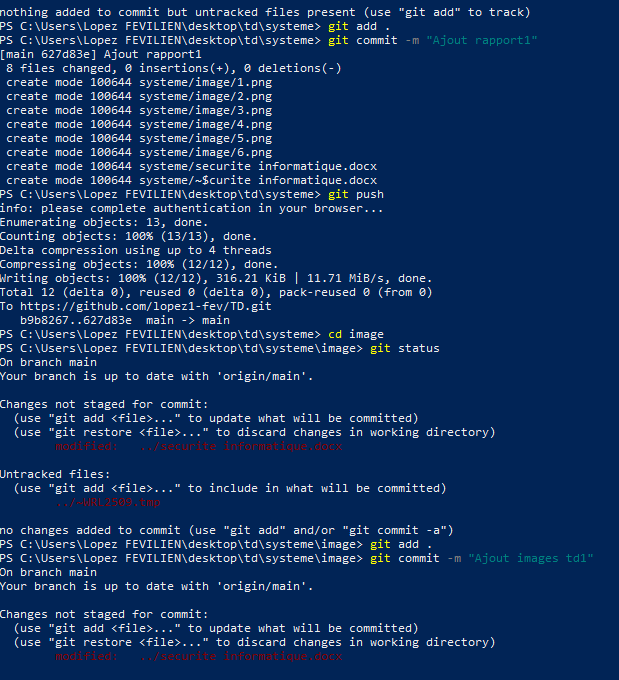 nothing added to commit but untracked files present (use "git add" to track)
PS C:\Users\Lopez FEVILIEN\desktop\td\systeme> git add .
PS C:\Users\Lopez FEVILIEN\desktop\td\systeme> git commit -m "Ajout rapport1"
[main 627d83e] Ajout rapport1
 8 files changed, 0 insertions(+), 0 deletions(-)
 create mode 100644 systeme/image/1.png
 create mode 100644 systeme/image/2.png
 create mode 100644 systeme/image/3.png
 create mode 100644 systeme/image/4.png
 create mode 100644 systeme/image/5.png
 create mode 100644 systeme/image/6.png
 create mode 100644 systeme/securite informatique.docx
 create mode 100644 systeme/~$curite informatique.docx
PS C:\Users\Lopez FEVILIEN\desktop\td\systeme> git push
info: please complete authentication in your browser...
Enumerating objects: 13, done.
Counting objects: 100% (13/13), done.
Delta compression using up to 4 threads
Compressing objects: 100% (12/12), done.
Writing objects: 100% (12/12), 316.21 KiB | 11.71 MiB/s, done.
Total 12 (delta 0), reused 0 (delta 0), pack-reused 0 (from 0)
To https://github.com/lopez1-fev/TD.git
   b9b8267..627d83e  main -> main
PS C:\Users\Lopez FEVILIEN\desktop\td\systeme> cd image
PS C:\Users\Lopez FEVILIEN\desktop\td\systeme\image> git status
On branch main
Your branch is up to date with 'origin/main'.

Changes not staged for commit:
  (use "git add <file>..." to update what will be committed)
  (use "git restore <file>..." to discard changes in working directory)
        modified:   ../securite informatique.docx

Untracked files:
  (use "git add <file>..." to include in what will be committed)
        ../~WRL2509.tmp

no changes added to commit (use "git add" and/or "git commit -a")
PS C:\Users\Lopez FEVILIEN\desktop\td\systeme\image> git add .
PS C:\Users\Lopez FEVILIEN\desktop\td\systeme\image> git commit -m "Ajout images td1"
On branch main
Your branch is up to date with 'origin/main'.

Changes not staged for commit:
  (use "git add <file>..." to update what will be committed)
  (use "git restore <file>..." to discard changes in working directory)
        modified:   ../securite informatique.docx